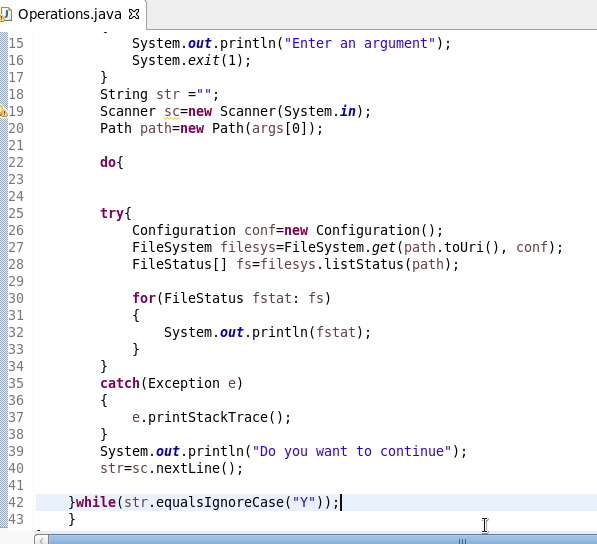 Operations.java
15 System.out.println("Enter an argument");
16 System.exit(1);
17 }
18 String str ="";
19 Scanner sc=new Scanner(System.in);
20 Path path=new Path(args[0]);
21
22 do{
23
24
25 try{
26 Configuration conf=new Configuration();
27 FileSystem filesys=FileSystem.get(path.toUri(), conf);
28 FileStatus[] fs=filesys.listStatus(path);
29
30 for(FileStatus fstat: fs)
31 {
32 System.out.println(fstat);
33 }
34 }
35 catch(Exception e)
36 {
37 e.printStackTrace();
38 }
39 System.out.println("Do you want to continue");
40 str=sc.nextLine();
41
42 }while(str.equalsIgnoreCase("Y"));
43 }